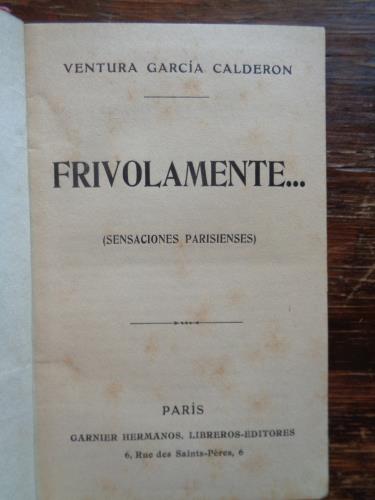 VENTURA GARCÍA CALDERON
FRIVOLAMENTE...
(SENSACIONES PARISIENSES)
PARÍS
GARNIER HERMANOS, LIBREROS-EDITORES
6, Rue des Saints-Pères, 6